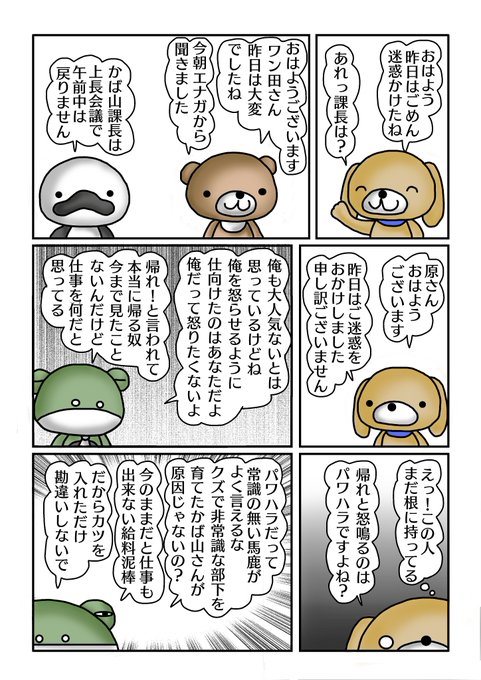 おはよう
昨日はごめん
迷惑かけたね
あれっ課長は?
おはようございます
ワン田さん
昨日は大変
でしたね
今朝エナガから
聞きました
かば山課長は
上長会議で
午前中は
戻りません
原さん
おはよう
ございます
昨日はご迷惑を
おかけしました
申し訳ございません
俺も大人気ないとは
思っているけどね
俺を怒らせるように
仕向けたのはあなただよ
俺だって怒りたくないよ
帰れ!と言われて
本当に帰る奴
今まで見たこと
ないんだけど
仕事を何だと
思ってる
えっ!この人
まだ根に持ってる
帰れと怒鳴るのは
パワハラですよね?
パワハラだって
常識の無い馬鹿が
よく言えるな
クズで非常識な部下を
育てたかば山さんが
原因じゃないの?
今のままだと仕事も
出来ない給料泥棒
だからカツを
入れただけ
勘違いしないで